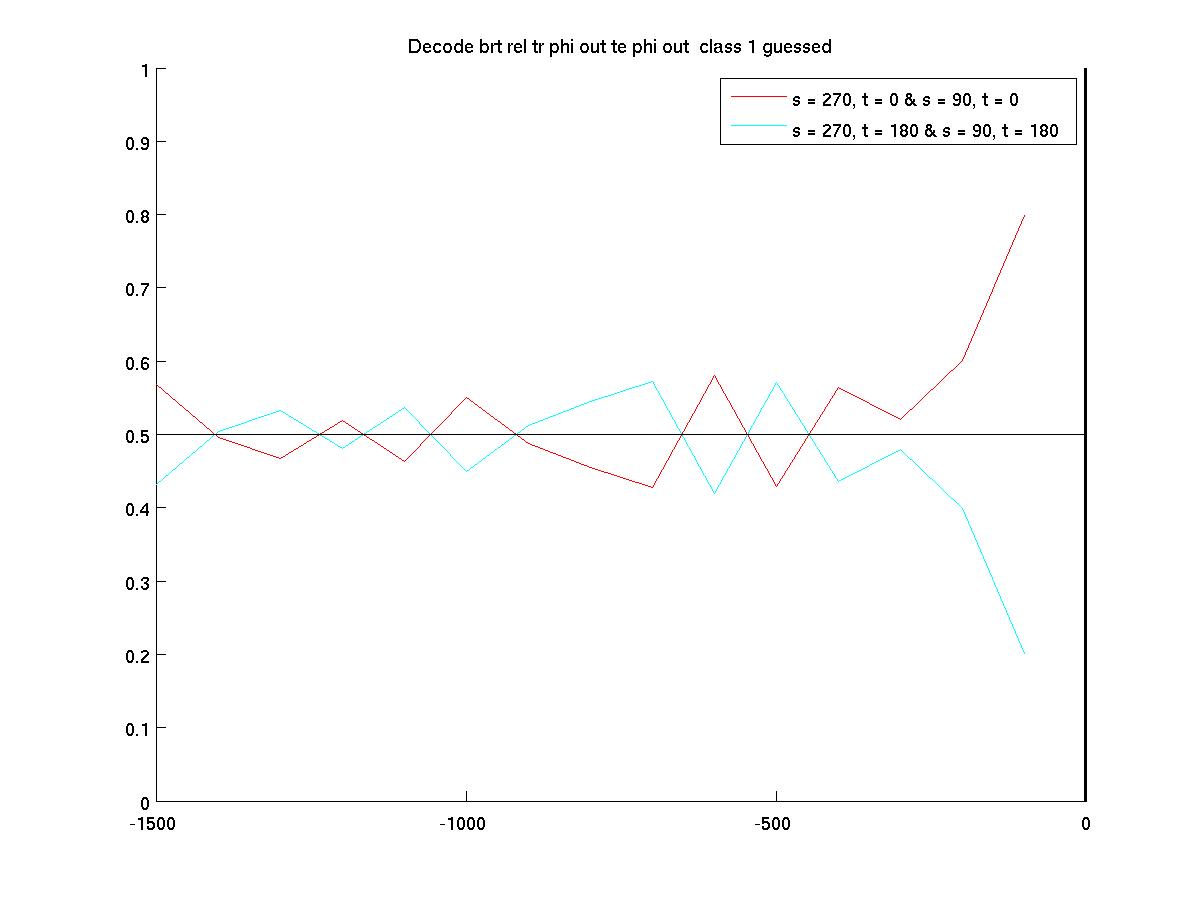 Decode brt rel tr phi out te phi out  class 1 guessed
s = 270, t = 0 & s = 90, t = 0
s = 270, t = 180 & s = 90, t = 180
1
0.9
0.8
0.7
0.6
0.5
0.4
0.3
0.2
0.1
0
-1500 -1000 -500 0